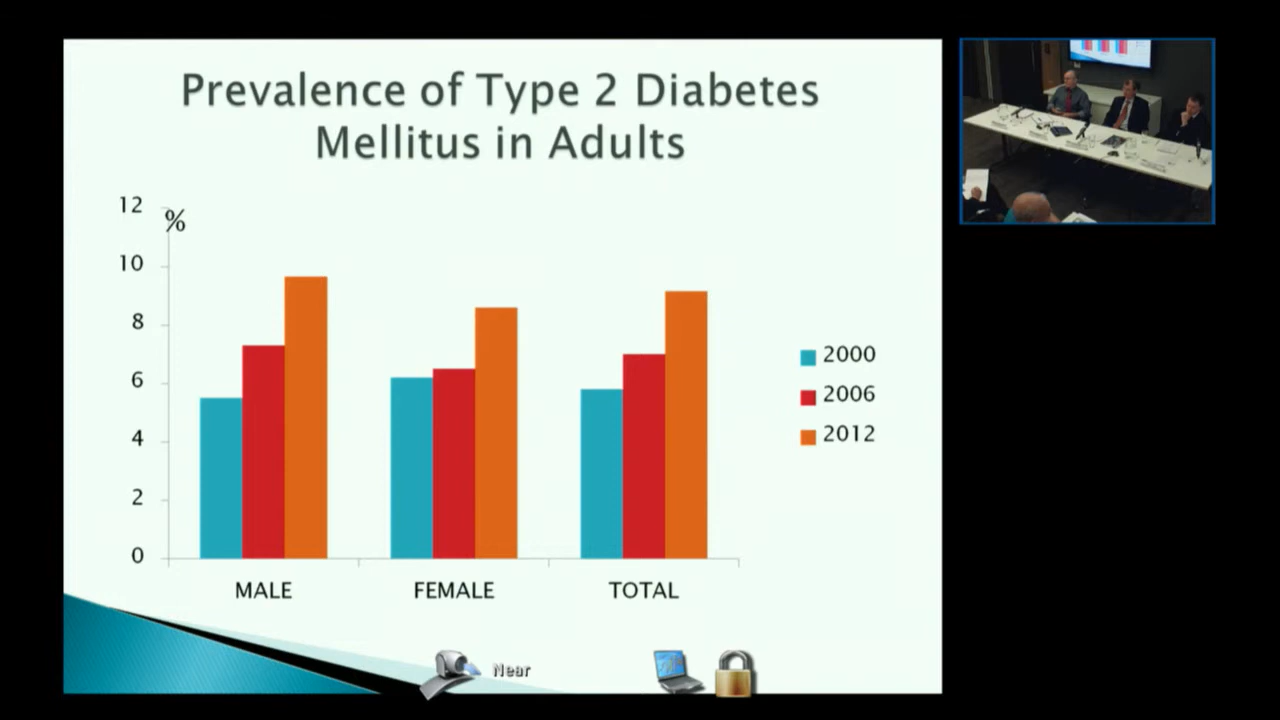 Prevalence of Type 2 Diabetes
Mellitus in Adults
12
%
10
8
6
4
2
0
2000
2006
2012
MALE FEMALE TOTAL
Near